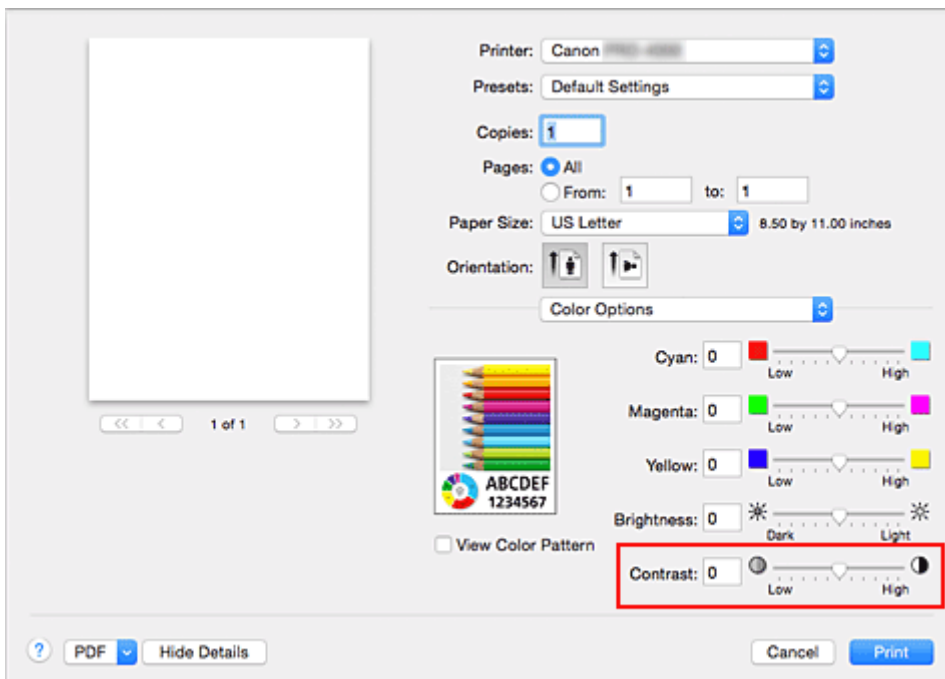 Printer: Canon
Presets: Default Settings
Copies: 1
Pages: All
From: 1 to: 1
Paper Size: US Letter 8.50 by 11.00 inches
Orientation:
Color Options
Cyan: 0
Low High
Magenta: 0
Low High
Yellow: 0
Low High
Brightness: 0
Dark Light
Contrast: 0
Low High
1 of 1
ABCDEF
1234567
View Color Pattern
? PDF Hide Details Cancel Print